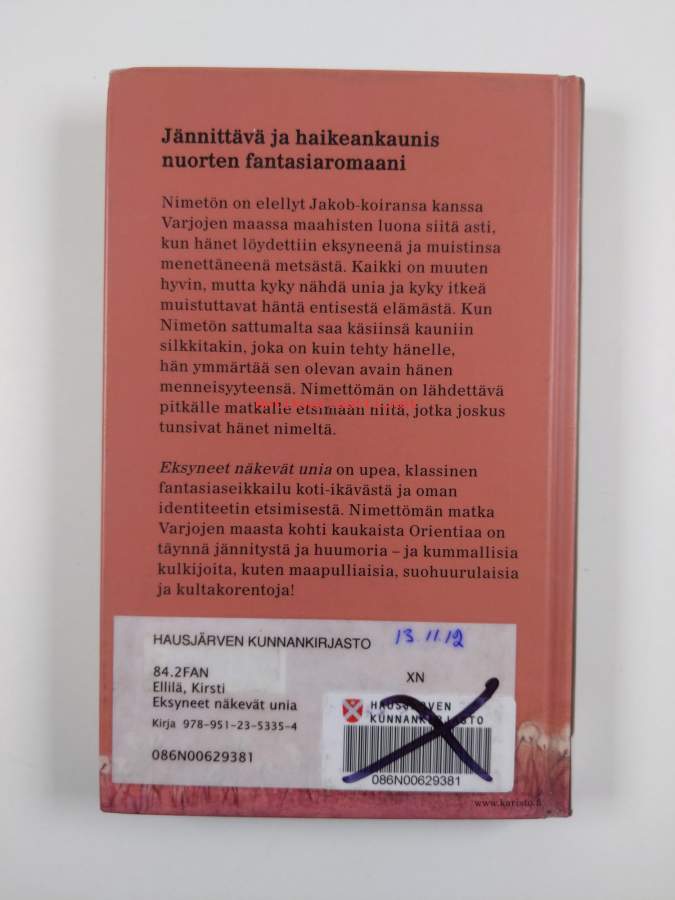 Jännittävä ja haikeankaunis
nuorten fantasiaromaani
Nimetön on elellyt Jakob-koiransa kanssa
Varjojen maassa maahisten luona siitä asti,
kun hänet löydettiin eksyneenä ja muistinsa
menettäneenä metsästä. Kaikki on muuten
hyvin, mutta kyky nähdä unia ja kyky itkeä
muistuttavat häntä entisestä elämästä. Kun
Nimetön sattumalta saa käsiinsä kauniin
silkkitakin, joka on kuin tehty hänelle,
hän ymmärtää sen olevan avain hänen
menneisyyteensä. Nimettömän on lähdettävä
pitkälle matkalle etsimään niitä, jotka joskus
tunsivat hänet nimeltä.
Eksyneet näkevät unia on upea, klassinen
fantasiaseikkailu koti-ikävästä ja oman
identiteetin etsimisestä. Nimettömän matka
Varjojen maasta kohti kaukaista Orientiaa on
täynnä jännitystä ja huumoria – ja kummallisia
kulkijoita, kuten maapulliaisia, suohuurulaisia
ja kultakorentoja!
HAUSJÄRVEN KUNNANKIRJASTO 13.11.12
84.2FAN XN
Ellilä, Kirsti
Eksyneet näkevät unia
Kirja 978-951-23-5335-4
086N00629381
HAUSJÄRVEN
KUNNANKIRJASTO
086N00629381
www.karisto.fi